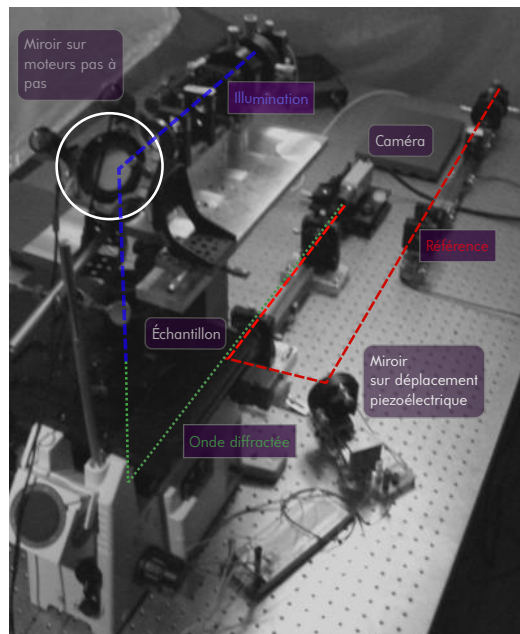 Miroir sur
moteurs pas à
pas
Illumination
Caméra
Référence
Échantillon
Miroir
sur déplacement
piezoélectrique
Onde diffractée